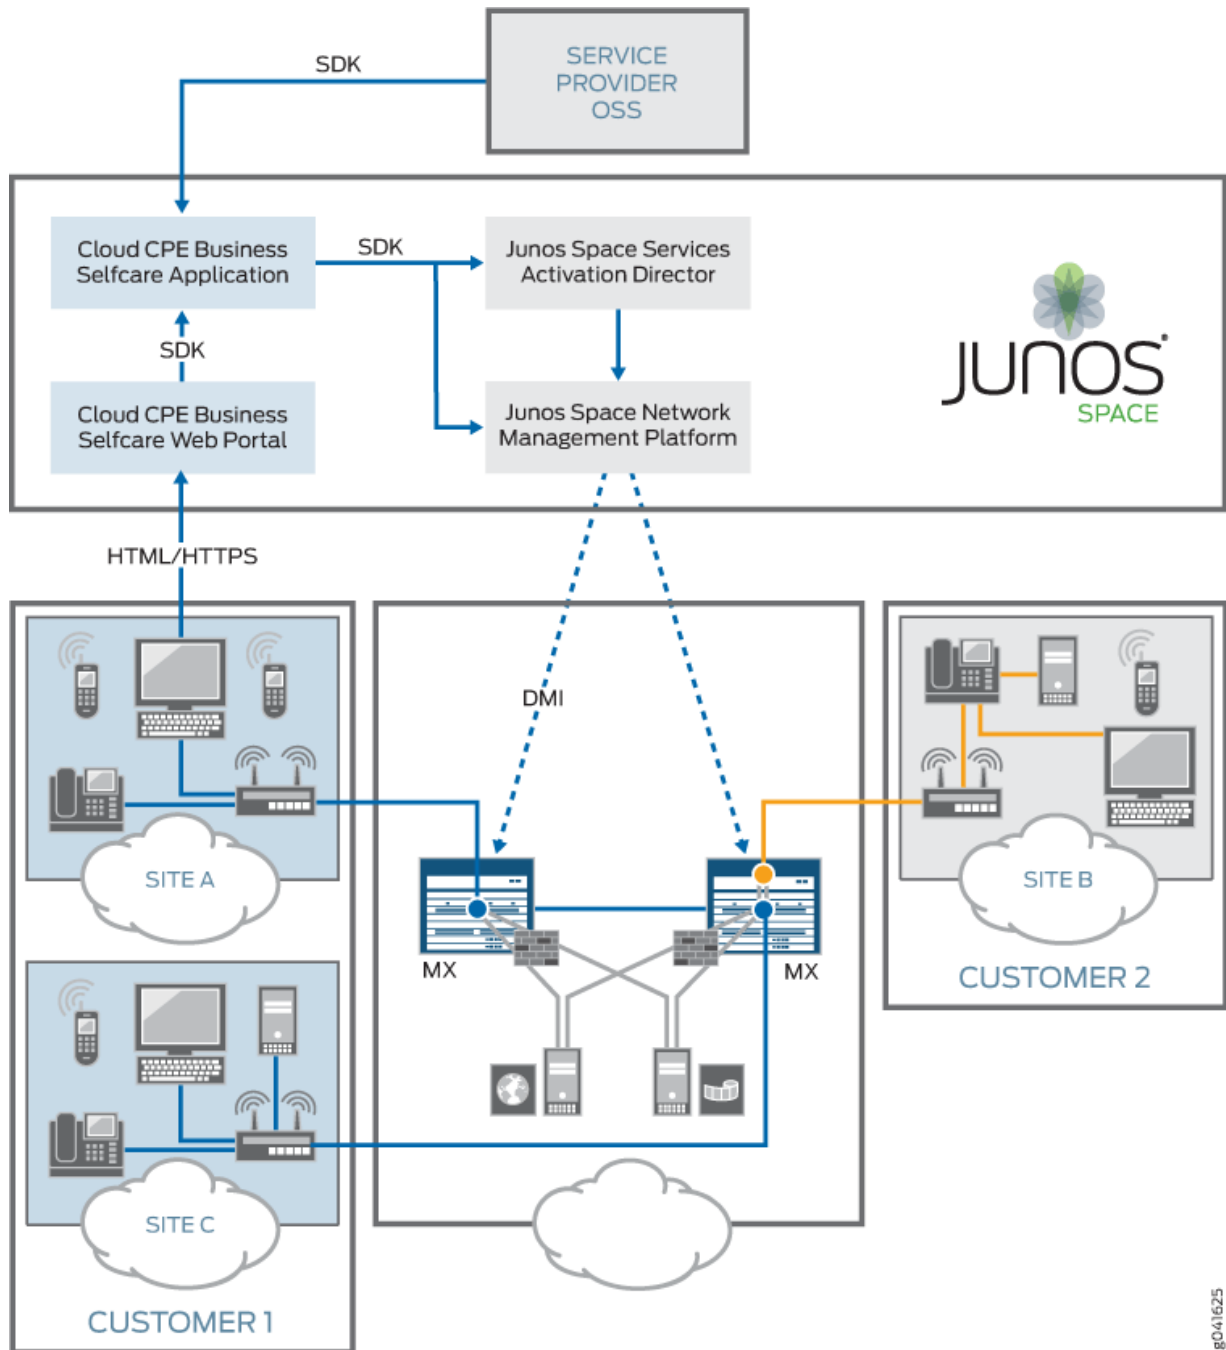 SERVICE
PROVIDER
OSS
SDK
Cloud CPE Business
Selfcare Application
SDK
Junos Space Services
Activation Director
SDK
Cloud CPE Business
Selfcare Web Portal
Junos Space Network
Management Platform
JUNOS®
SPACE
HTML/HTTPS
DMI
SITE A
SITE B
MX
MX
CUSTOMER 2
SITE C
CUSTOMER 1
g041625